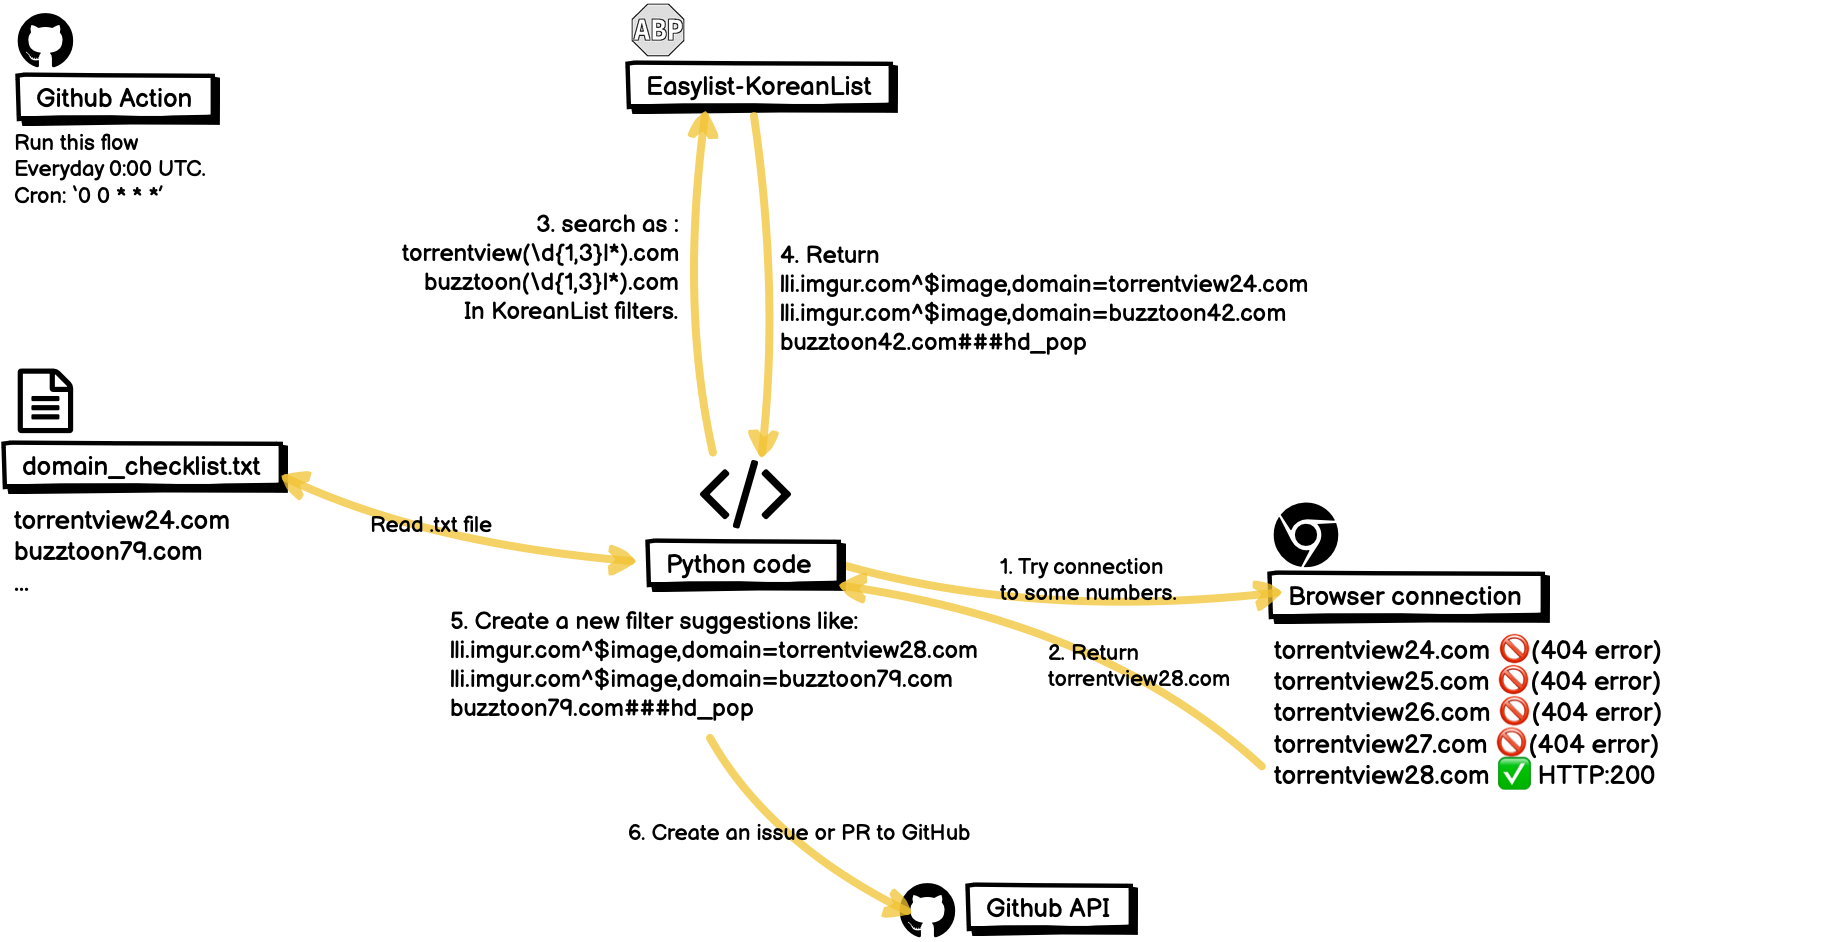 Github Action
Run this flow
Everyday 0:00 UTC.
Cron: ‘0 0 * * *’
ABP
Easylist-KoreanList
3. search as :
torrentview(\d{1,3}|*).com
buzztoon(\d{1,3}|*).com
In KoreanList filters.
4. Return
||i.imgur.com^$image,domain=torrentview24.com
||i.imgur.com^$image,domain=buzztoon42.com
buzztoon42.com###hd_pop
domain_checklist.txt
torrentview24.com
buzztoon79.com
...
Read .txt file
</>
Python code
1. Try connection
to some numbers.
2. Return
torrentview28.com
Browser connection
torrentview24.com 🚫(404 error)
torrentview25.com 🚫(404 error)
torrentview26.com 🚫(404 error)
torrentview27.com 🚫(404 error)
torrentview28.com ✅ HTTP:200
5. Create a new filter suggestions like:
||i.imgur.com^$image,domain=torrentview28.com
||i.imgur.com^$image,domain=buzztoon79.com
buzztoon79.com###hd_pop
6. Create an issue or PR to GitHub
Github API